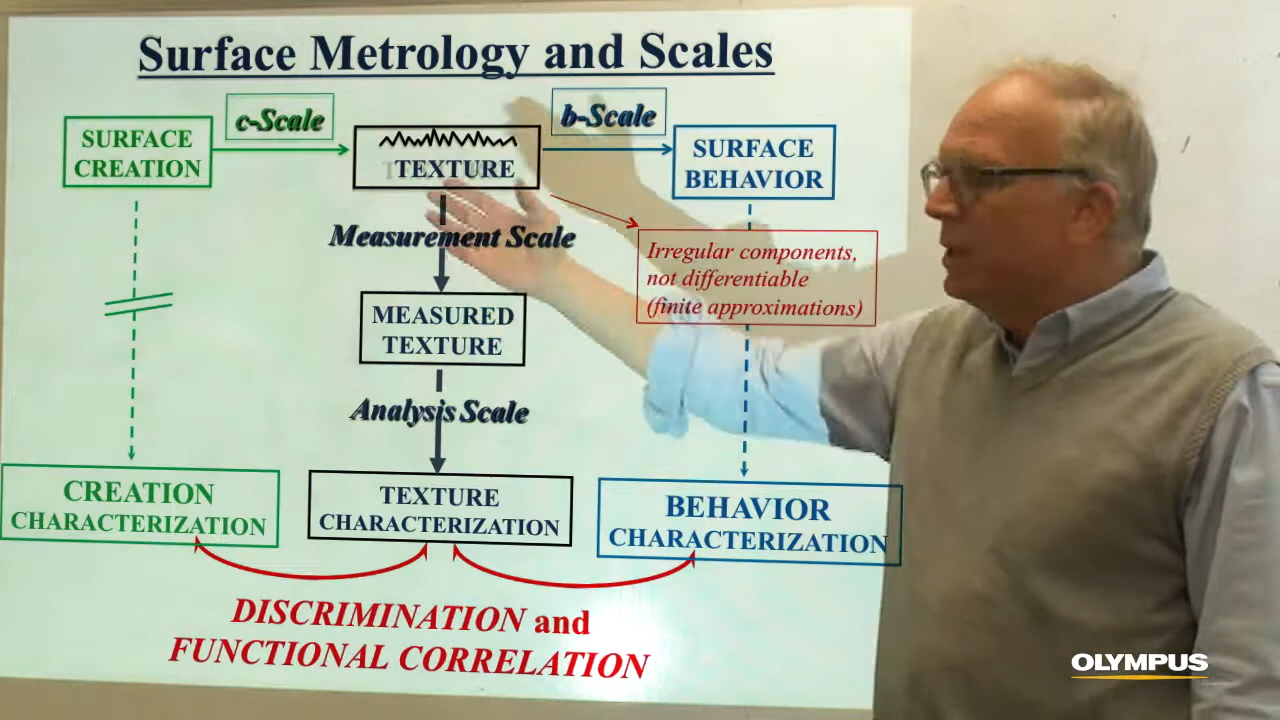 Surface Metrology and Scales
c-Scale
b-Scale
SURFACE
CREATION
TEXTURE
SURFACE
BEHAVIOR
Measurement Scale
Irregular components,
not differentiable
(finite approximations)
MEASURED
TEXTURE
Analysis Scale
CREATION
CHARACTERIZATION
TEXTURE
CHARACTERIZATION
BEHAVIOR
CHARACTERIZATION
DISCRIMINATION and
FUNCTIONAL CORRELATION
OLYMPUS